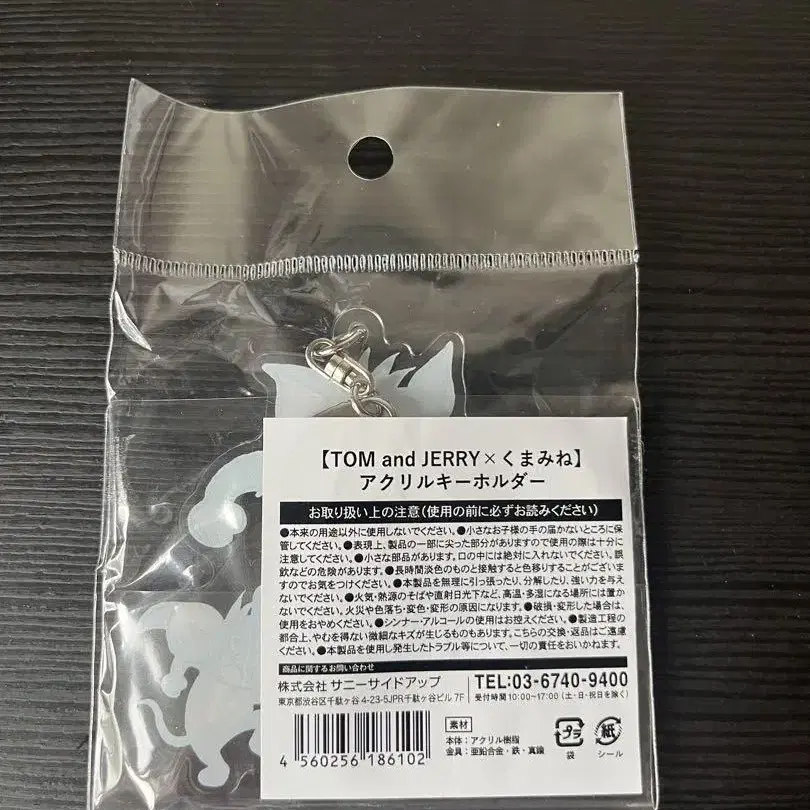 【TOM and JERRY×くまみね】
アクリルキーホルダー
お取り扱い上の注意(使用の前に必ずお読みください)
●本来の用途以外に使用しないでください。●小さなお子様の手の届かないところに保
管してください。●表現上、製品の一部に尖った部分がありますので使用の際は十分に
注意してください。●小さな部品があります。口の中には絶対に入れないでください。誤
飲などの危険があります。●長時間淡色のものと接触すると色移りすることがございま
すのでお気をつけください。●本製品を無理に引っ張ったり、分解したり、強い力を与え
ないでください。●火気・熱源のそばや直射日光下など、高温・多湿になる場所には置か
ないでください。火災や色落ち・変色・変形の原因になります。●破損・変形した場合は、
使用をおやめください。●シンナー・アルコールの使用はお控えください。●製造工程の
都合上、やむを得ない微細なキズが生じるものもあります。こちらの交換・返品はご遠慮
ください。●本製品を使用し発生したトラブル等について、一切の責任をおいかねます。
商品に関するお問い合わせ
株式会社 サニーサイドアップ
東京都渋谷区千駄ヶ谷 4-23-5JPR千駄ヶ谷ビル 7F
TEL:03-6740-9400
受付時間 10:00~17:00 (土・日・祝日を除く)
4 560256 186102
素材
本体:アクリル樹脂
金具:亜鉛合金・鉄・真鍮
プラ
袋
紙
シール